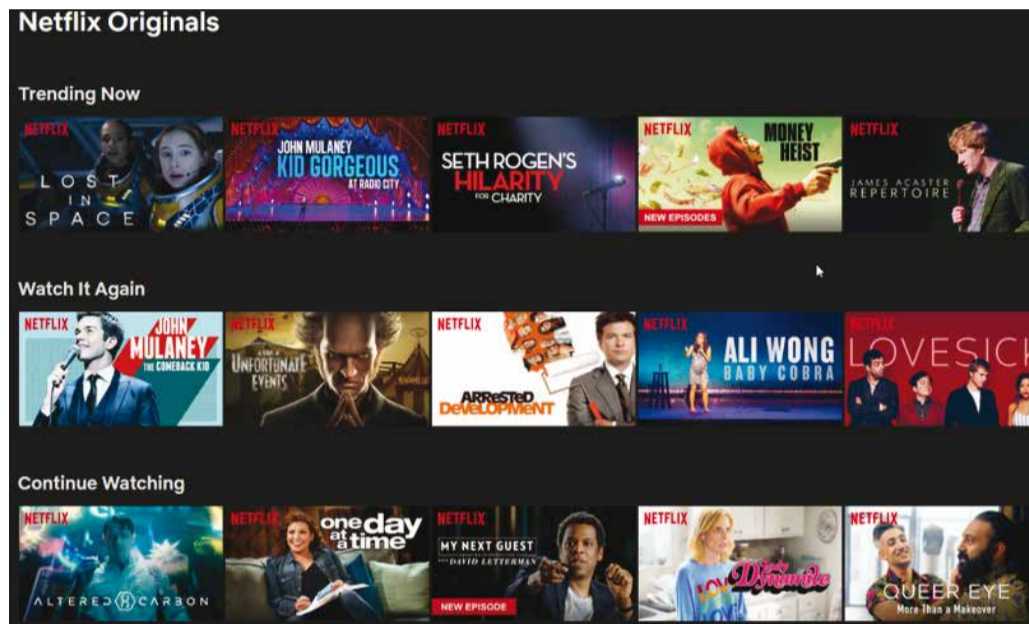 Netflix Originals
Trending Now
NETFLIX
LOST
IN
SPACE
NETFLIX
JOHN MULANEY
KID GORGEOUS
AT RADIO CITY
NETFLIX
SETH ROGEN'S
HILARITY
FOR CHARITY
NETFLIX
MONEY
HEIST
NEW EPISODES
NETFLIX
JAMES ACASTER
REPERTOIRE
Watch It Again
NETFLIX
JOHN
MULANEY
THE COMEBACK KID
NETFLIX
UNFORTUNATE
EVENTS
NETFLIX
ARReSTeD
DeVeLOPMeNT
NETFLIX
ALI WONG
BABY COBRA
NETFLIX
LOVESICK
Continue Watching
NETFLIX
ALTERED CARBON
NETFLIX
one day
at a time
NETFLIX
MY NEXT GUEST
DAVID LETTERMAN
NEW EPISODE
NETFLIX
LOV
Lady
Dynamite
NETFLIX
QUEER EYE
More Than a Makeover